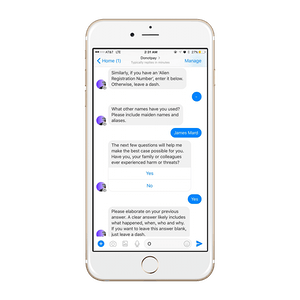 AT&T LTE
2:21 AM
Home (1)
Donotpay
Typically replies in minutes
Manage
Similarly, if you have an 'Alien
Registration Number', enter it below.
Otherwise, leave a dash.
-
What other names have you used?
Please include maiden names and
aliases.
James Mard
The next few questions will help me
make the best case possible for you.
Have you, your family or colleagues
ever experienced harm or threats?
Yes
No
Yes
Please elaborate on your previous
answer. A clear answer likely includes
what happened, when, who and why.
If you want to leave this answer blank,
just leave a dash.